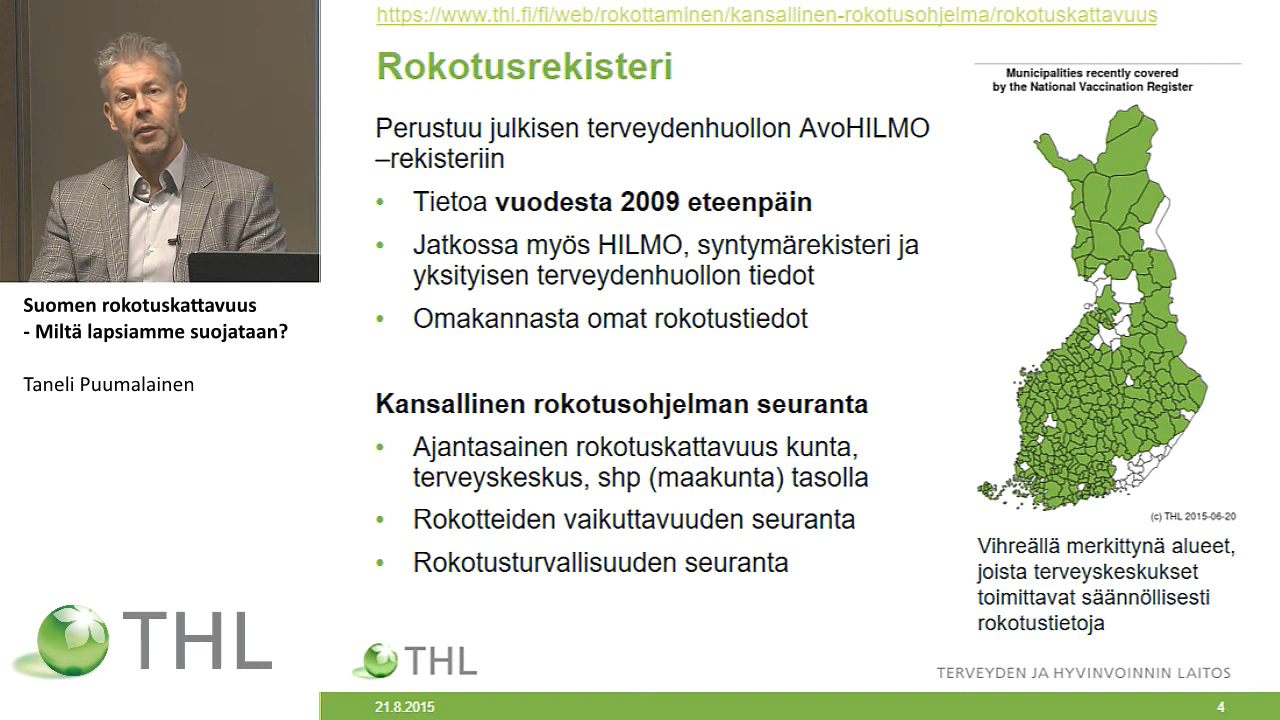 https://www.thl.fi/fi/web/rokottaminen/kansallinen-rokotusohjelma/rokotuskattavuus
Rokotusrekisteri
Perustuu julkisen terveydenhuollon AvoHILMO
–rekisteriin
• Tietoa vuodesta 2009 eteenpäin
• Jatkossa myös HILMO, syntymärekisteri ja
yksityisen terveydenhuollon tiedot
• Omakannasta omat rokotustiedot
Kansallinen rokotusohjelman seuranta
• Ajantasainen rokotuskattavuus kunta,
terveyskeskus, shp (maakunta) tasolla
• Rokotteiden vaikuttavuuden seuranta
• Rokotusturvallisuuden seuranta
Municipalities recently covered
by the National Vaccination Register
(c) THL 2015-06-20
Vihreällä merkittynä alueet,
joista terveyskeskukset
toimittavat säännöllisesti
rokotustietoja
Suomen rokotuskattavuus
- Miltä lapsiamme suojataan?
Taneli Puumalainen
THL
THL
TERVEYDEN JA HYVINVOINNIN LAITOS
21.8.2015
4